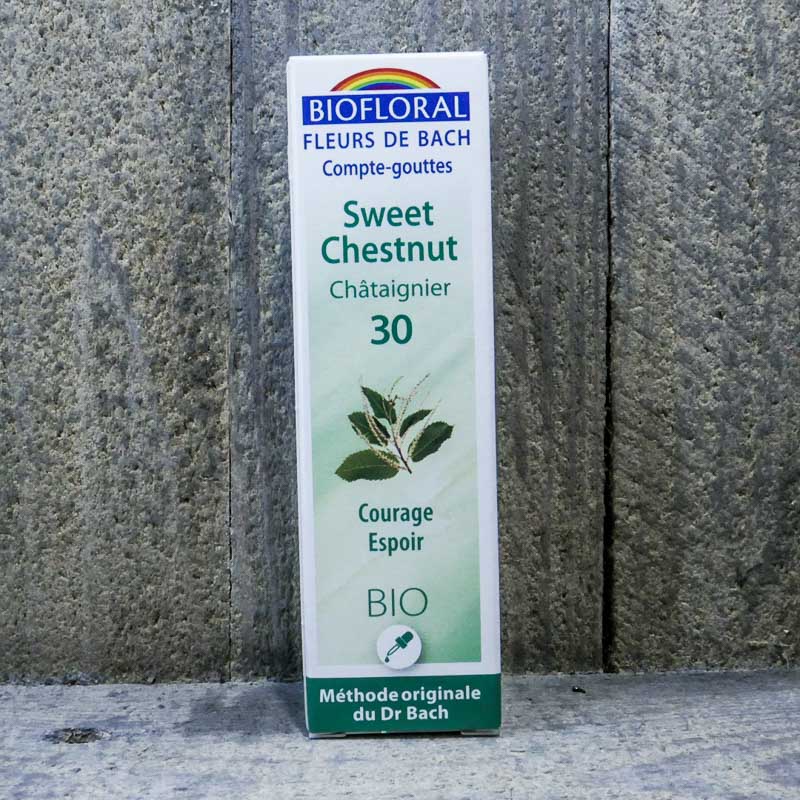 BIOFLORAL
FLEURS DE BACH
Compte-gouttes
Sweet
Chestnut
Châtaignier
30
Courage
Espoir
BIO
Méthode originale
du Dr Bach